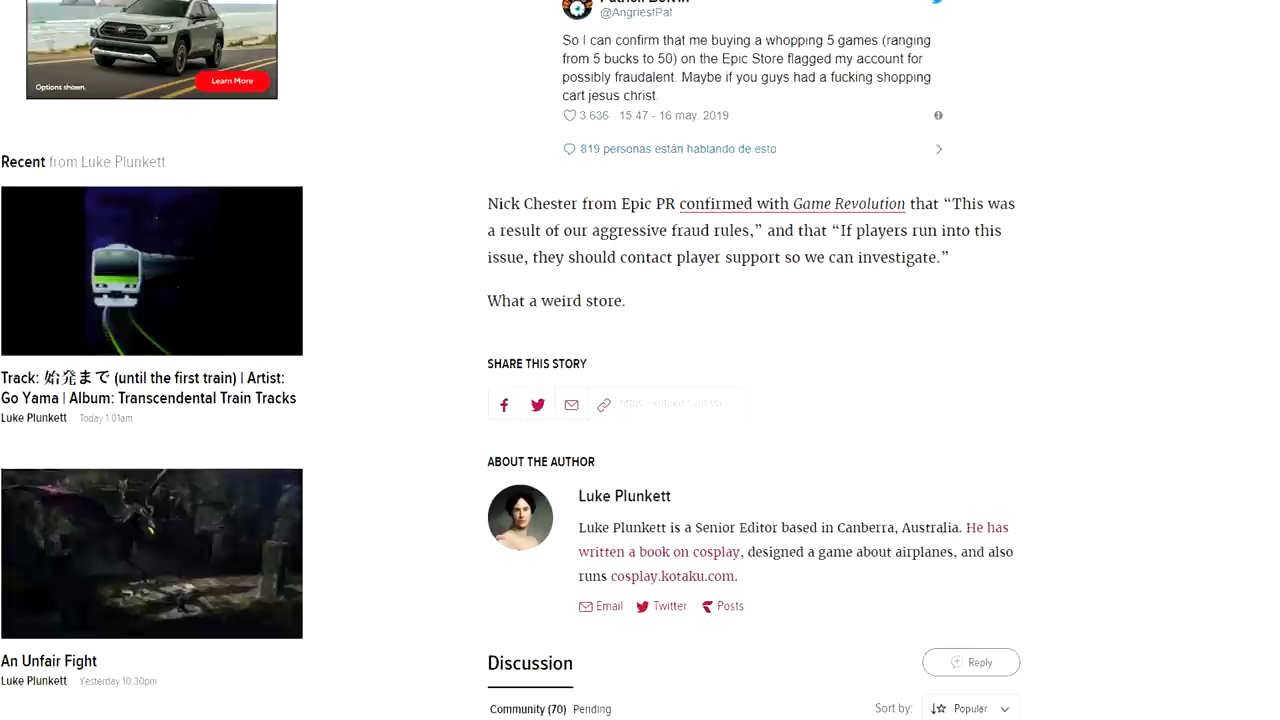 Options shown.
Learn More
Recent from Luke Plunkett
Track: 始発まで (until the first train) | Artist:
Go Yama | Album: Transcendental Train Tracks
Luke Plunkett Today 1:01am
An Unfair Fight
Luke Plunkett Yesterday 10:30pm
@AngriestPat
So I can confirm that me buying a whopping 5 games (ranging
from 5 bucks to 50) on the Epic Store flagged my account for
possibly fraudalent. Maybe if you guys had a fucking shopping
cart jesus christ.
3.636 15:47 - 16 may. 2019
819 personas están hablando de esto
Nick Chester from Epic PR confirmed with Game Revolution that “This was
a result of our aggressive fraud rules,” and that “If players run into this
issue, they should contact player support so we can investigate.”
What a weird store.
SHARE THIS STORY
ABOUT THE AUTHOR
Luke Plunkett
Luke Plunkett is a Senior Editor based in Canberra, Australia. He has
written a book on cosplay, designed a game about airplanes, and also
runs cosplay.kotaku.com.
Email Twitter Posts
Discussion
Reply
Community (70) Pending
Sort by: Popular